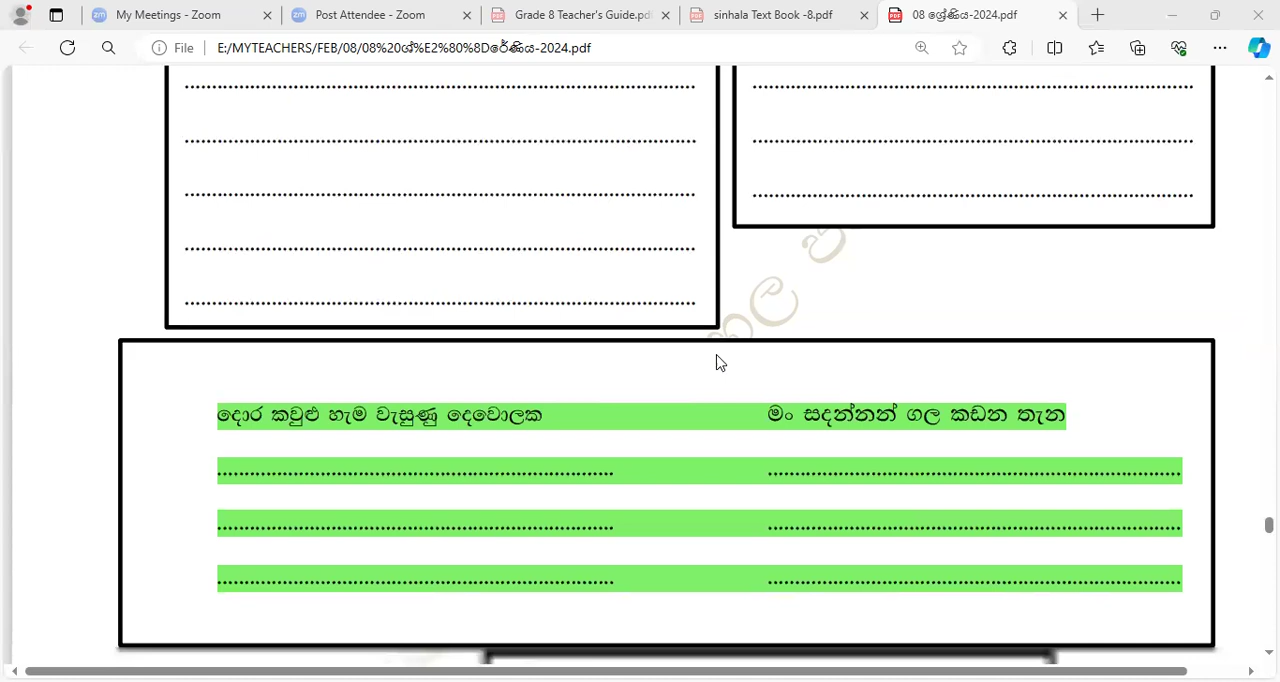 My Meetings - Zoom
Post Attendee - Zoom
Grade 8 Teacher's Guide.pdf
sinhala Text Book -8.pdf
08 ශ්‍රේණිය-2024.pdf
File
E:/MYTEACHERS/FEB/08/08%20ශ්%E2%80%8Dරේණිය-2024.pdf
දොර කවුළු හැම වැසුණු දෙවොලක
මං සදන්නන් ගල කඩන තැන